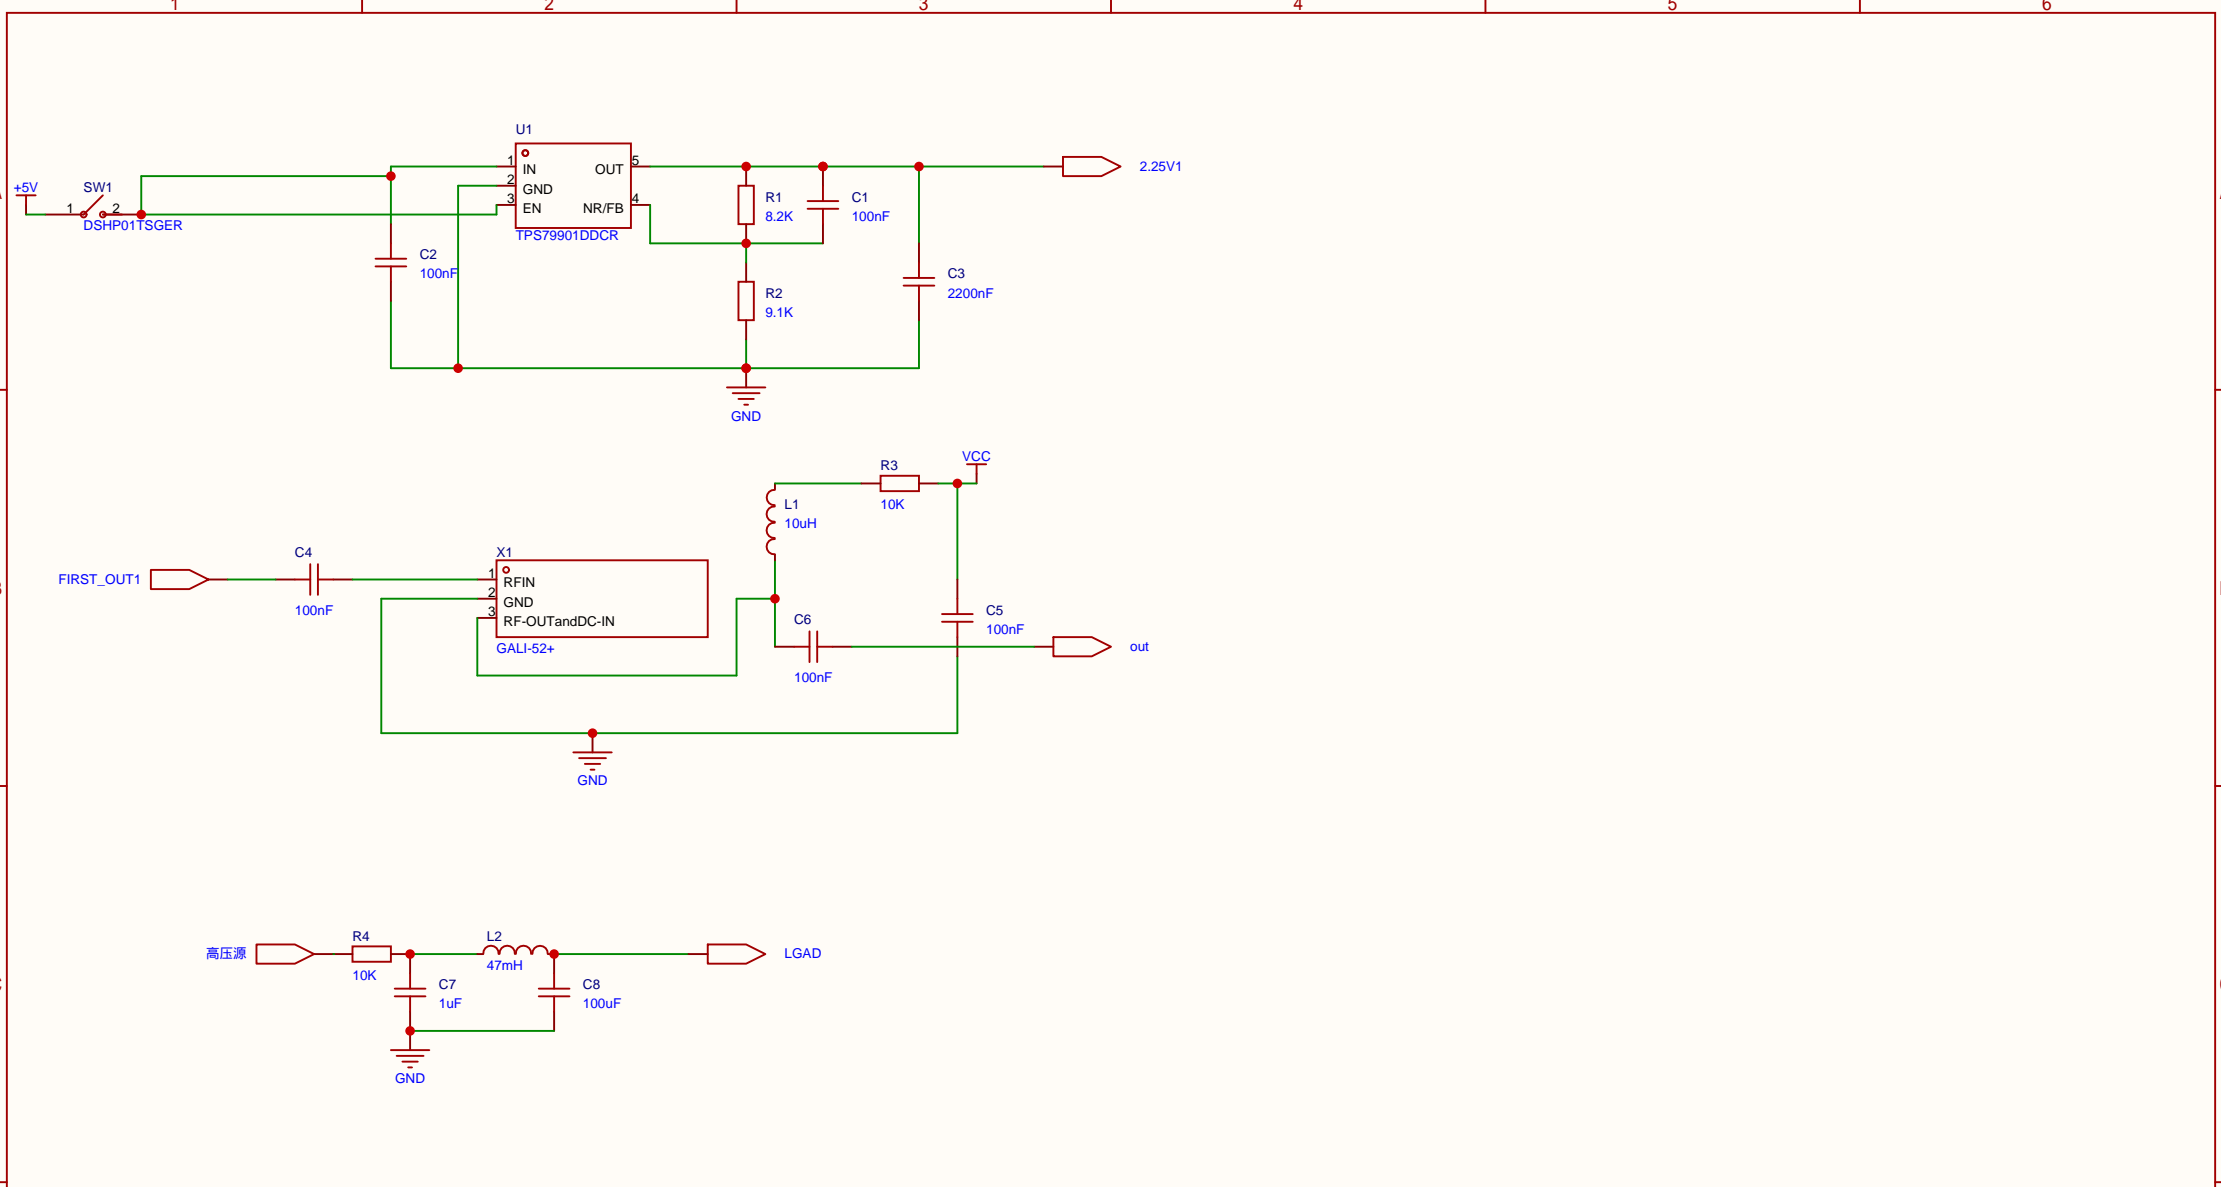 1 2 3 4 5 6
U1
1 IN OUT 5
2 GND
3 EN NR/FB 4
TPS79901DDCR
+5V
SW1
1 2
DSHP01TSGER
C2
100nF
R1
8.2K
C1
100nF
R2
9.1K
C3
2200nF
2.25V1
GND
VCC
R3
10K
L1
10uH
FIRST_OUT1
C4
100nF
X1
1 RFIN
2 GND
3 RF-OUTandDC-IN
GALI-52+
C6
100nF
C5
100nF
out
GND
高压源
R4
10K
L2
47mH
LGAD
C7
1uF
C8
100uF
GND